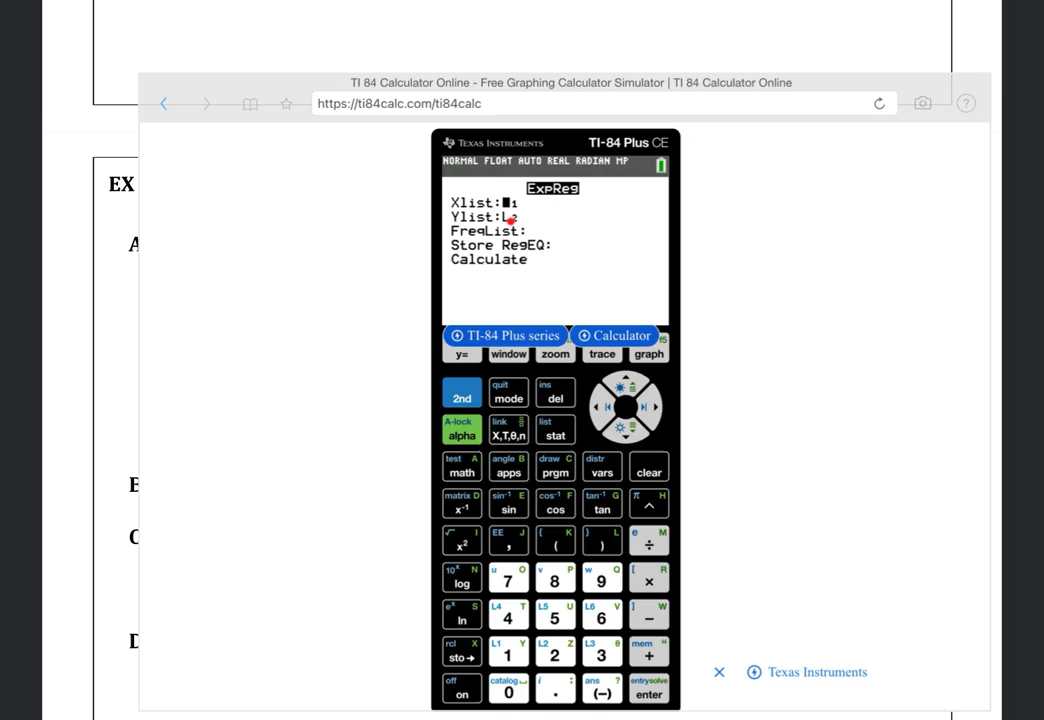 TI 84 Calculator Online - Free Graphing Calculator Simulator | TI 84 Calculator Online
https://ti84calc.com/ti84calc
?
TEXAS INSTRUMENTS TI-84 Plus CE
NORMAL FLOAT AUTO REAL RADIAN MP
ExpReg
EX
Xlist: 1
Ylist:L2
FreqList:
Store RegEQ:
Calculate
TI-84 Plus series Calculator f5
y= window zoom trace graph
quit ins
2nd mode del
A-lock link list
alpha X,T,θ,n stat
test A angle B draw C distr
math apps prgm vars clear
matrix D sin⁻¹ E cos⁻¹ F tan⁻¹ G π H
x⁻¹ sin cos tan ^
√ I EE J { K } L e M
x² , ( ) ÷
10ˣ N u O v P w Q [ R
log 7 8 9 ×
eˣ S L4 T L5 U L6 V ] W
ln 4 5 6 −
rcl X L1 Y L2 Z L3 θ mem "
sto→ 1 2 3 +
off catalog i : ans ? entry solve
on 0 . (−) enter
Texas Instruments